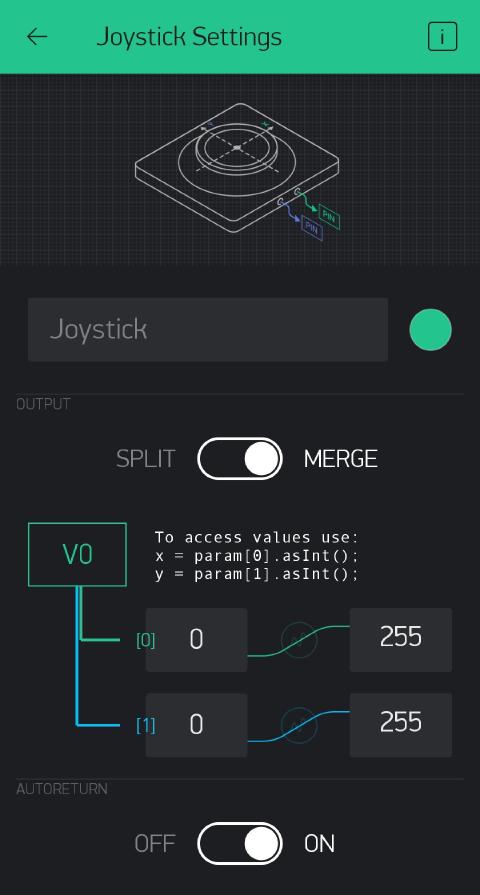 Joystick Settings
i
PIN
PIN
Joystick
OUTPUT
SPLIT MERGE
V0
To access values use:
x = param[0].asInt();
y = param[1].asInt();
[0] 0 255
[1] 0 255
AUTORETURN
OFF ON